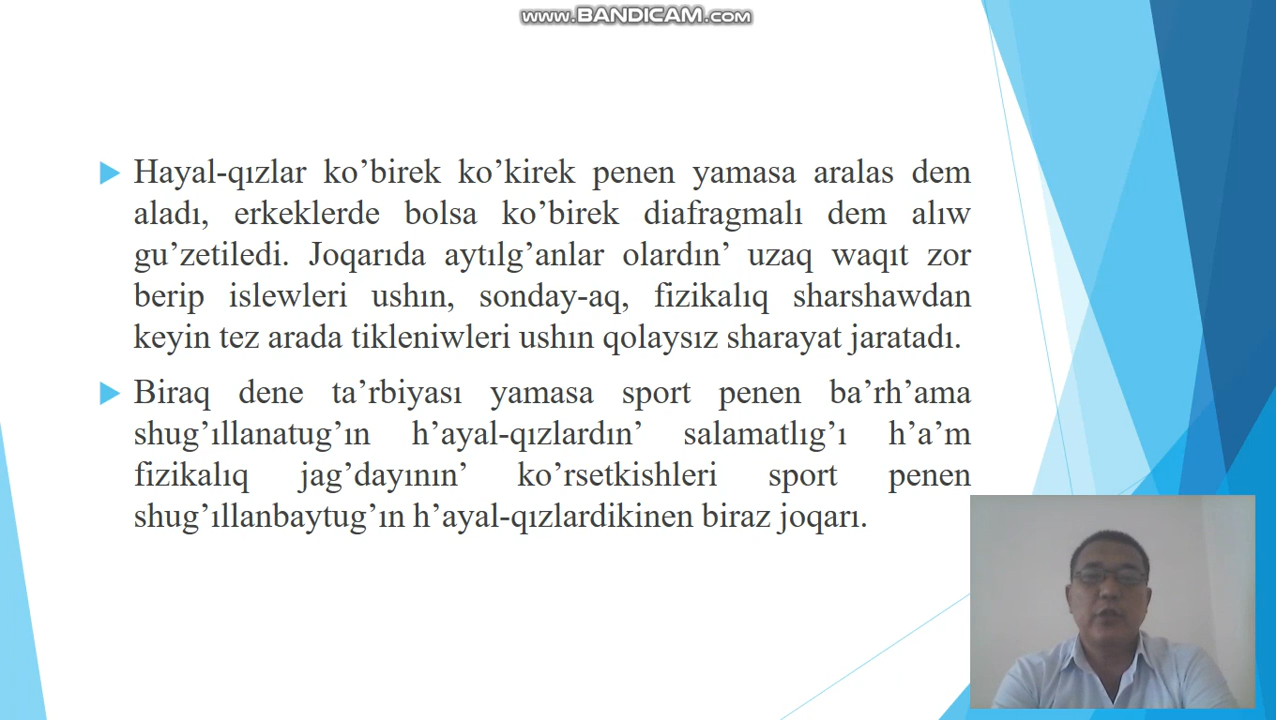 www.BANDICAM.com
Hayal-qızlar ko’birek ko’kirek penen yamasa aralas dem
aladı, erkeklerde bolsa ko’birek diafragmalı dem alıw
gu’zetiledi. Joqarıda aytılg’anlar olardın’ uzaq waqıt zor
berip islewleri ushın, sonday-aq, fizikalıq sharshawdan
keyin tez arada tikleniwleri ushın qolaysız sharayat jaratadı.
Biraq dene ta’rbiyası yamasa sport penen ba’rh’ama
shug’ıllanatug’ın h’ayal-qızlardın’ salamatlıg’ı h’a’m
fizikalıq jag’dayının’ ko’rsetkishleri sport penen
shug’ıllanbaytug’ın h’ayal-qızlardikinen biraz joqarı.